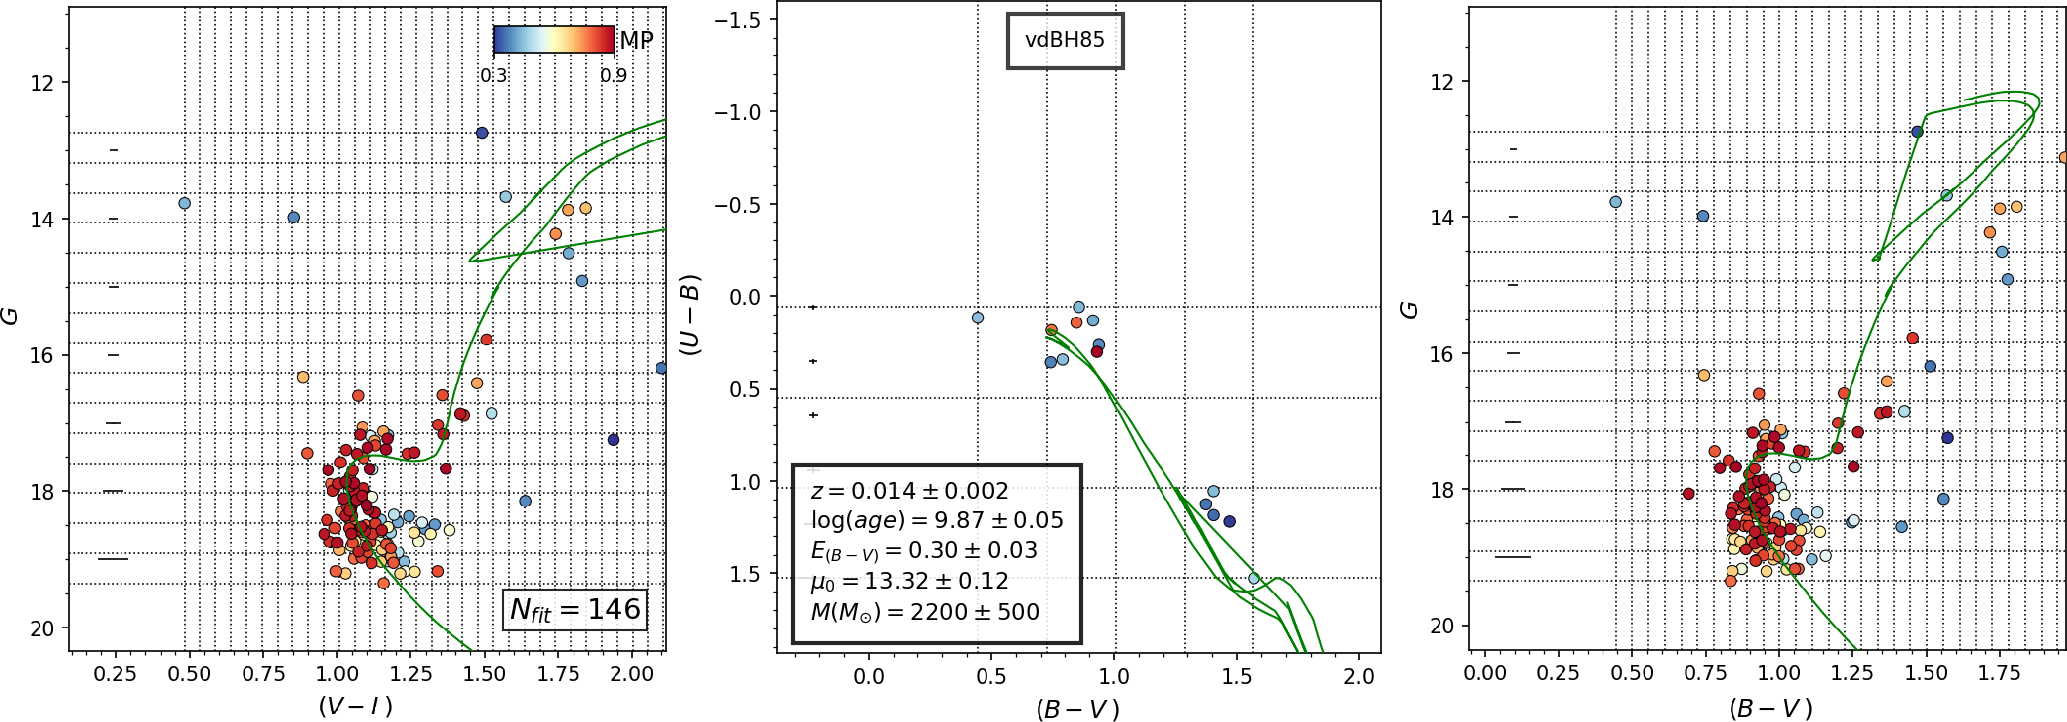 MP
0.3 0.9
12
14
16
18
20
G
N_fit = 146
0.25 0.50 0.75 1.00 1.25 1.50 1.75 2.00
(V − I )
vdBH85
−1.5
−1.0
−0.5
0.0
0.5
1.0
1.5
(U − B)
z = 0.014 ± 0.002
log(age) = 9.87 ± 0.05
E_(B−V) = 0.30 ± 0.03
μ₀ = 13.32 ± 0.12
M(M_⊙) = 2200 ± 500
0.0 0.5 1.0 1.5 2.0
(B − V )
12
14
16
18
20
G
0.00 0.25 0.50 0.75 1.00 1.25 1.50 1.75
(B − V )